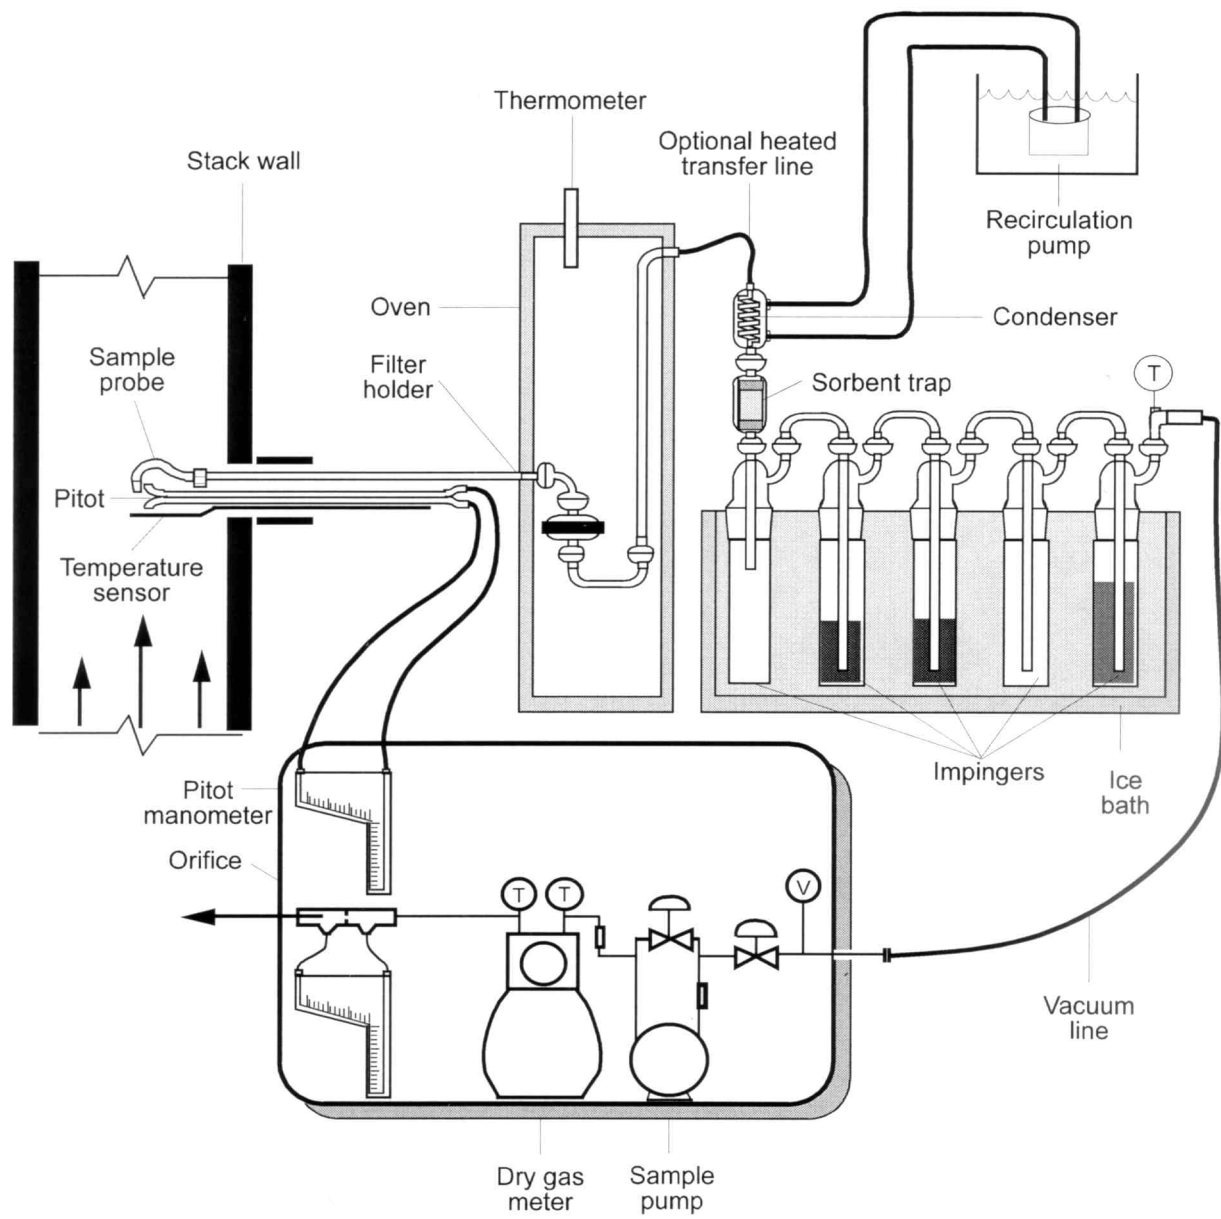 Thermometer
Optional heated
transfer line
Stack wall
Recirculation
pump
Oven
Condenser
Sample
probe
Filter
holder
Sorbent trap
T
Pitot
Temperature
sensor
Impingers
Ice
bath
Pitot
manometer
Orifice
T
T
V
Vacuum
line
Dry gas
meter
Sample
pump